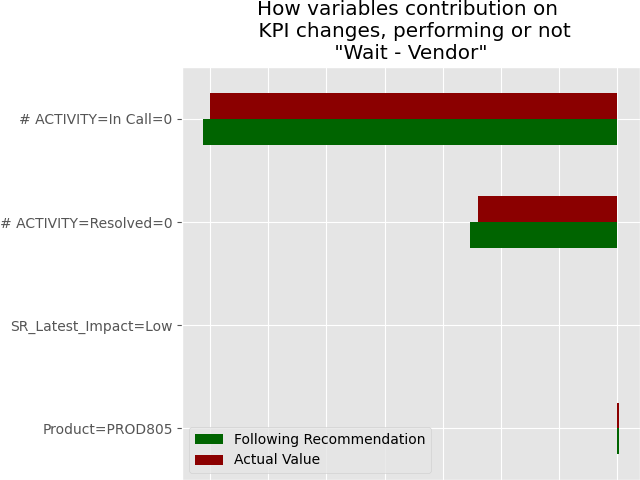 How variables contribution on
KPI changes, performing or not
"Wait - Vendor"
# ACTIVITY=In Call=0
# ACTIVITY=Resolved=0
SR_Latest_Impact=Low
Product=PROD805
Following Recommendation
Actual Value